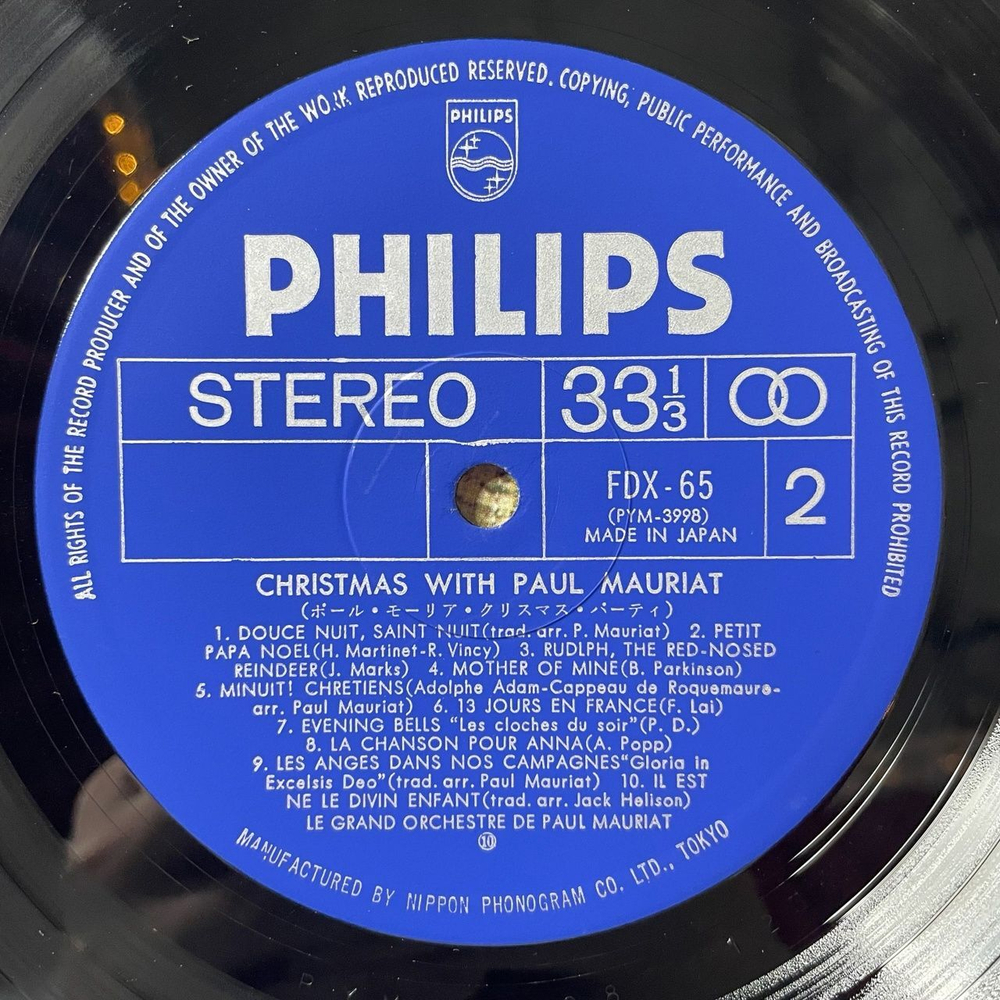 ALL RIGHTS OF THE RECORD PRODUCER AND OF THE OWNER OF THE WORK REPRODUCED RESERVED. COPYING, PUBLIC PERFORMANCE AND BROADCASTING OF THIS RECORD PROHIBITED
PHILIPS
PHILIPS
STEREO 33 1/3
FDX-65
(PYM-3998)
MADE IN JAPAN
2
CHRISTMAS WITH PAUL MAURIAT
(ポール・モーリア・クリスマス・パーティ)
1. DOUCE NUIT, SAINT NUIT(trad. arr. P. Mauriat) 2. PETIT
PAPA NOEL(H. Martinet-R. Vincy) 3. RUDLPH, THE RED-NOSED
REINDEER(J. Marks) 4. MOTHER OF MINE(B. Parkinson)
5. MINUIT! CHRETIENS(Adolphe Adam-Cappeau de Roquemaure-
arr. Paul Mauriat) 6. 13 JOURS EN FRANCE(F. Lai)
7. EVENING BELLS "Les cloches du soir"(P. D.)
8. LA CHANSON POUR ANNA(A. Popp)
9. LES ANGES DANS NOS CAMPAGNES"Gloria in
Excelsis Deo"(trad. arr. Paul Mauriat) 10. IL EST
NE LE DIVIN ENFANT(trad. arr. Jack Helison)
LE GRAND ORCHESTRE DE PAUL MAURIAT
⑩
MANUFACTURED BY NIPPON PHONOGRAM CO. LTD., TOKYO